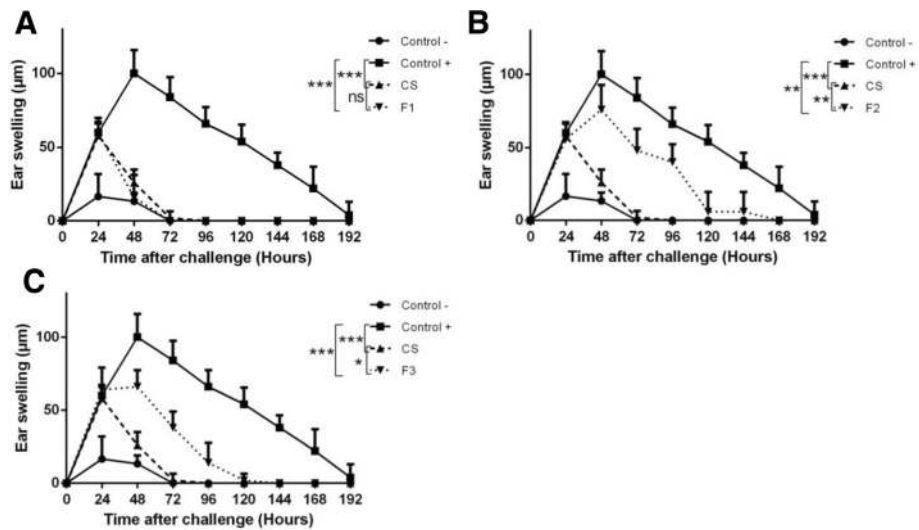 A
Ear swelling (µm)
100
50
0
0 24 48 72 96 120 144 168 192
Time after challenge (Hours)
Control -
Control +
CS
F1
***
***
ns
B
Ear swelling (µm)
100
50
0
0 24 48 72 96 120 144 168 192
Time after challenge (Hours)
Control -
Control +
CS
F2
**
***
**
C
Ear swelling (µm)
100
50
0
0 24 48 72 96 120 144 168 192
Time after challenge (Hours)
Control -
Control +
CS
F3
***
***
*